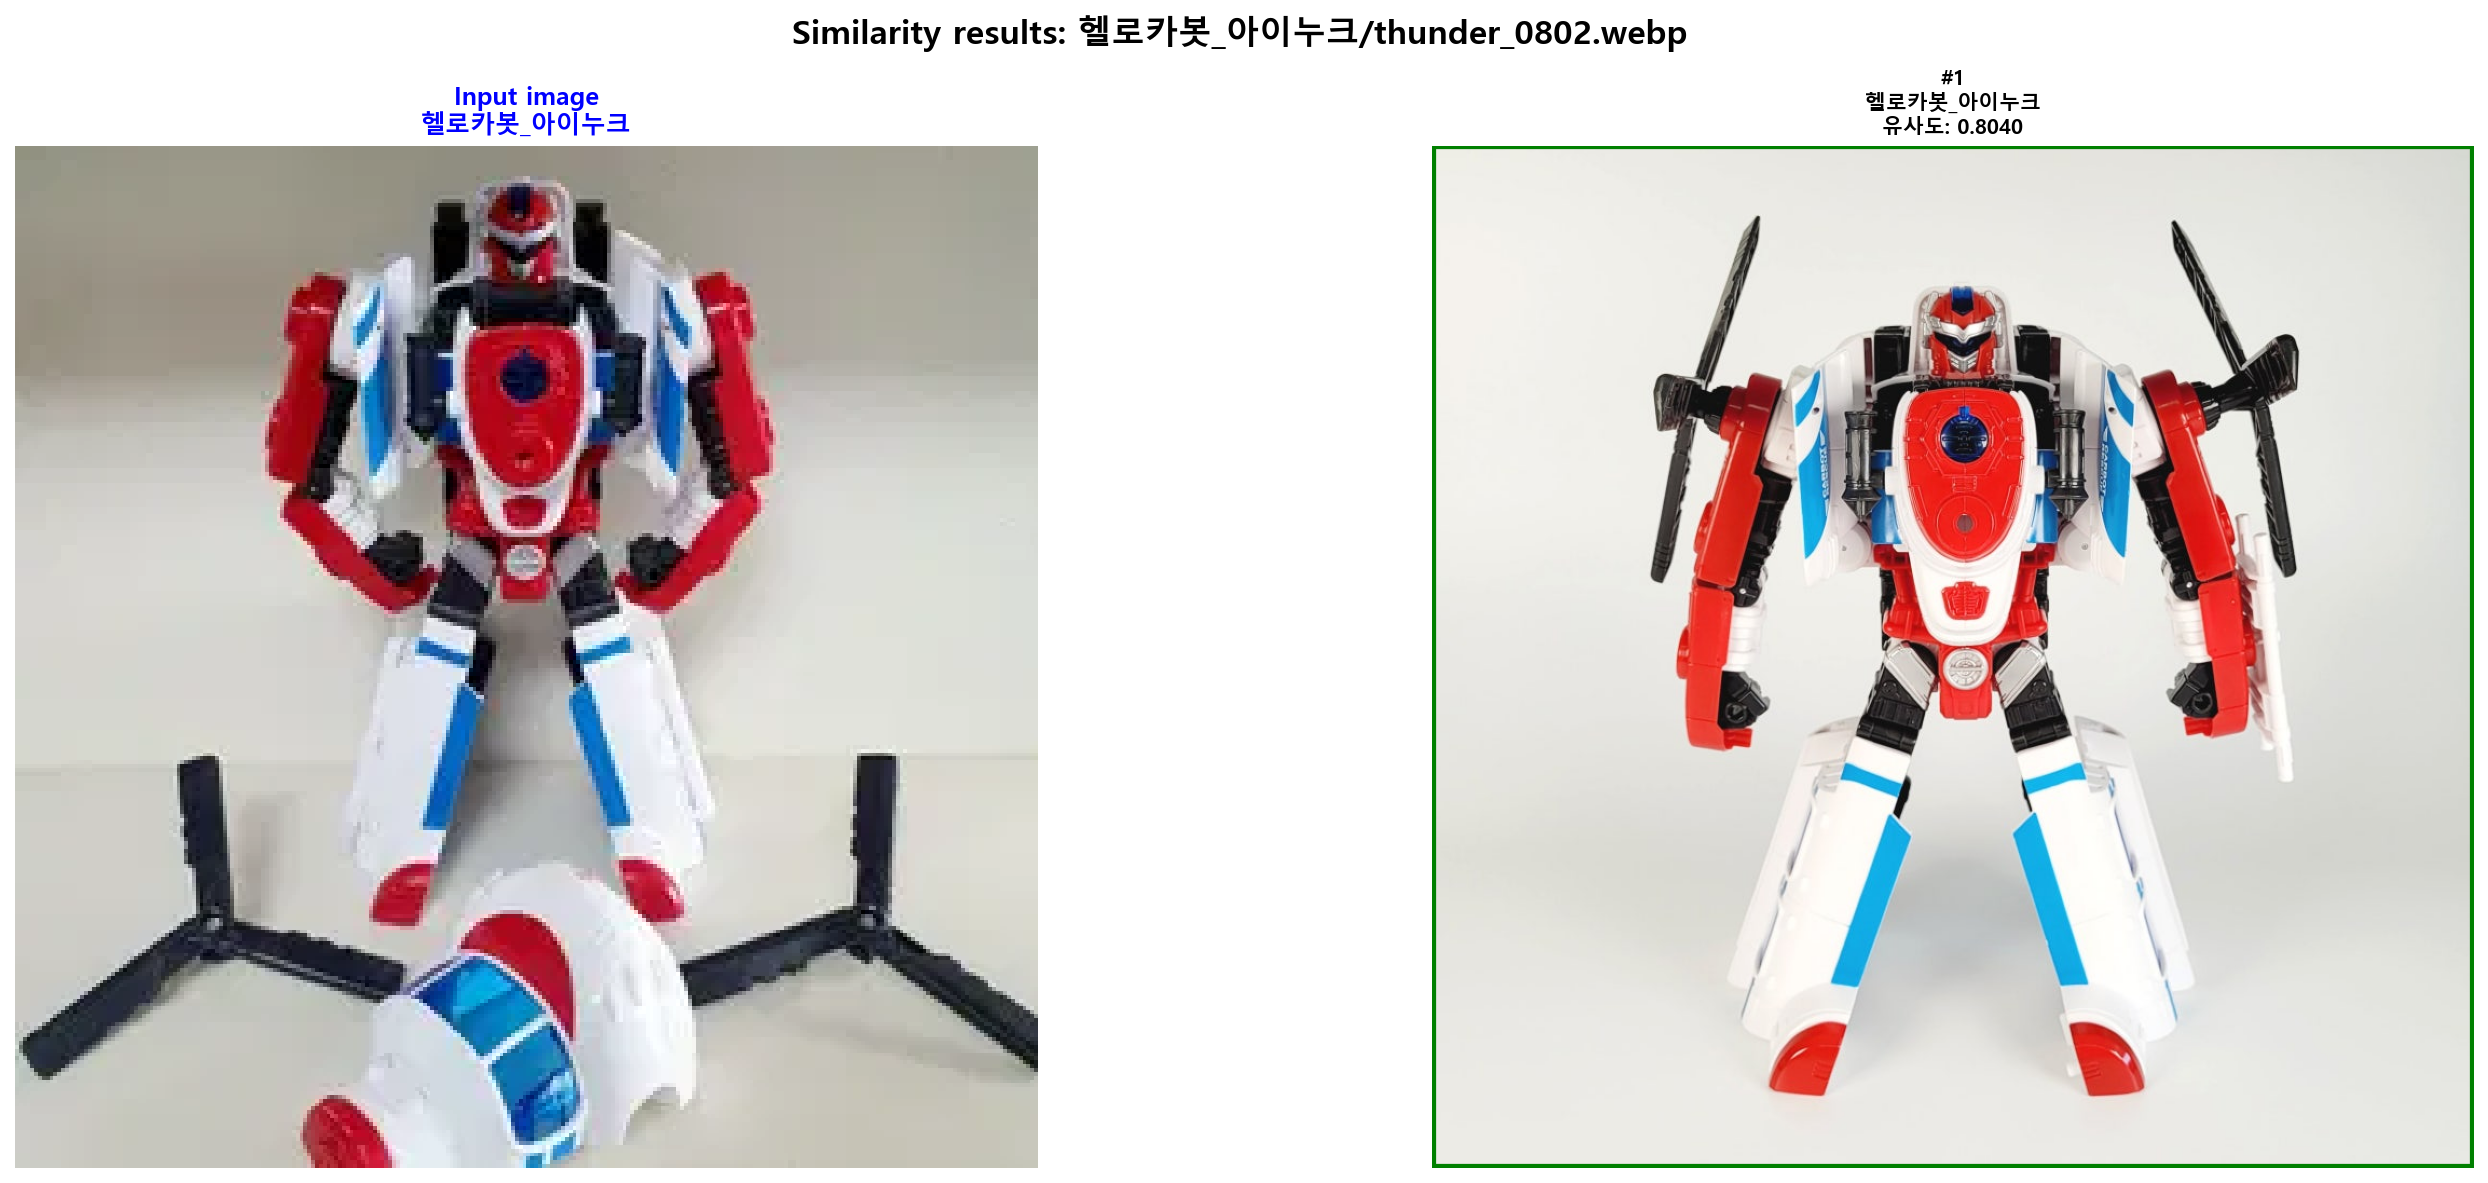 Similarity results: 헬로카봇_아이누크/thunder_0802.webp
Input image
헬로카봇_아이누크
#1
헬로카봇_아이누크
유사도: 0.8040